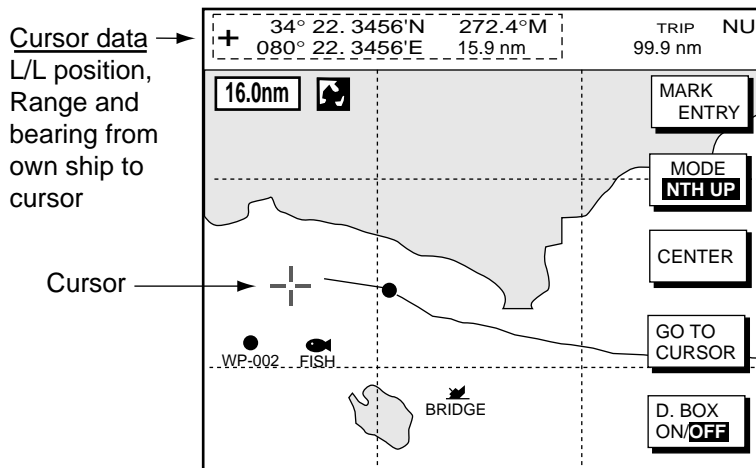 Cursor data
L/L position,
Range and
bearing from
own ship to
cursor
Cursor
+ 34° 22. 3456'N 272.4°M
080° 22. 3456'E 15.9 nm
TRIP
99.9 nm
NU
16.0nm
MARK
ENTRY
MODE
NTH UP
CENTER
GO TO
CURSOR
D. BOX
ON/OFF
WP-002
FISH
BRIDGE